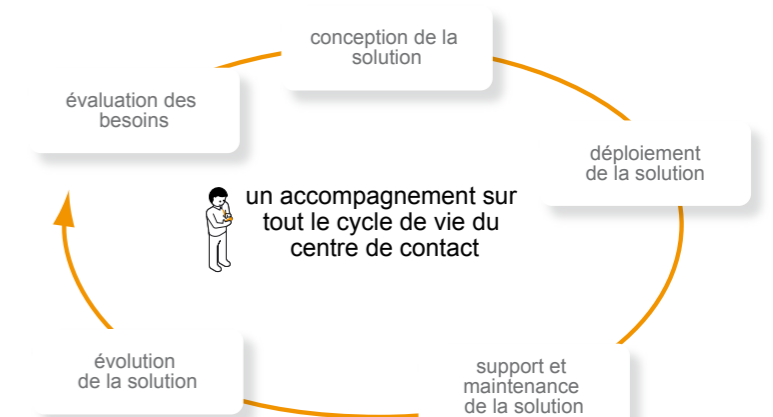 conception de la
solution
évaluation des
besoins
déploiement
de la solution
un accompagnement sur
tout le cycle de vie du
centre de contact
évolution
de la solution
support et
maintenance
de la solution